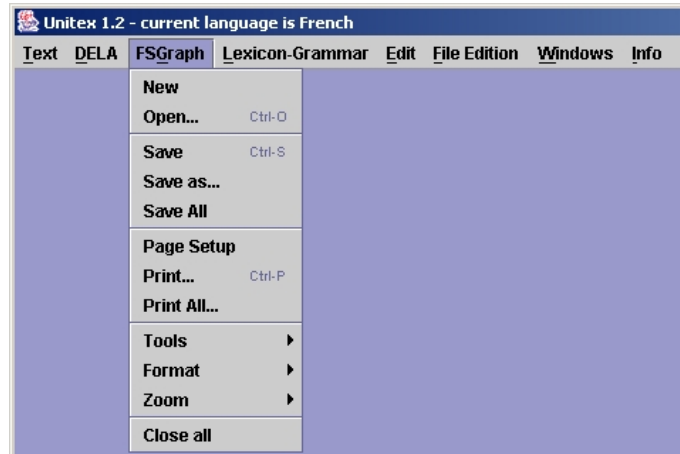 Unitex 1.2 - current language is French
Text DELA FSGraph Lexicon-Grammar Edit File Edition Windows Info
New
Open... Ctrl-O
Save Ctrl-S
Save as...
Save All
Page Setup
Print... Ctrl-P
Print All...
Tools
Format
Zoom
Close all